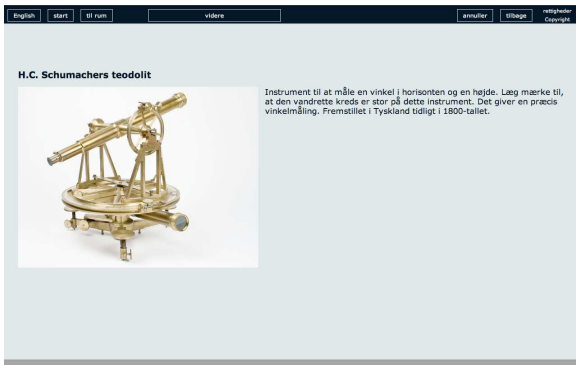 English start til rum videre annuller tilbage rettigheder
Copyright
H.C. Schumachers teodolit
Instrument til at måle en vinkel i horisonten og en højde. Læg mærke til,
at den vandrette kreds er stor på dette instrument. Det giver en præcis
vinkelmåling. Fremstillet i Tyskland tidligt i 1800-tallet.